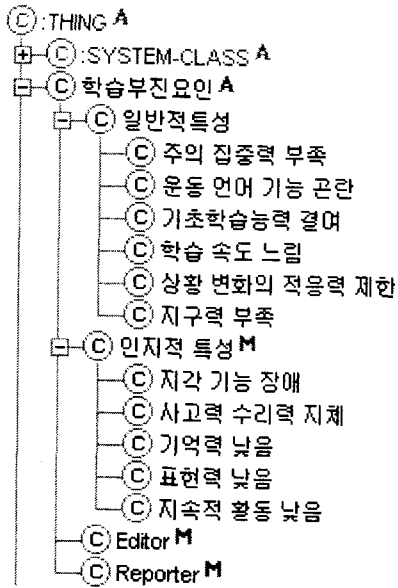 C :THING A
C :SYSTEM-CLASS A
C 학습부진요인 A
C 일반적특성
C 주의 집중력 부족
C 운동 언어 기능 곤란
C 기초학습능력 결여
C 학습 속도 느림
C 상황 변화의 적응력 제한
C 지구력 부족
C 인지적 특성 M
C 지각 기능 장애
C 사고력 수리력 지체
C 기억력 낮음
C 표현력 낮음
C 지속적 활동 낮음
C Editor M
C Reporter M